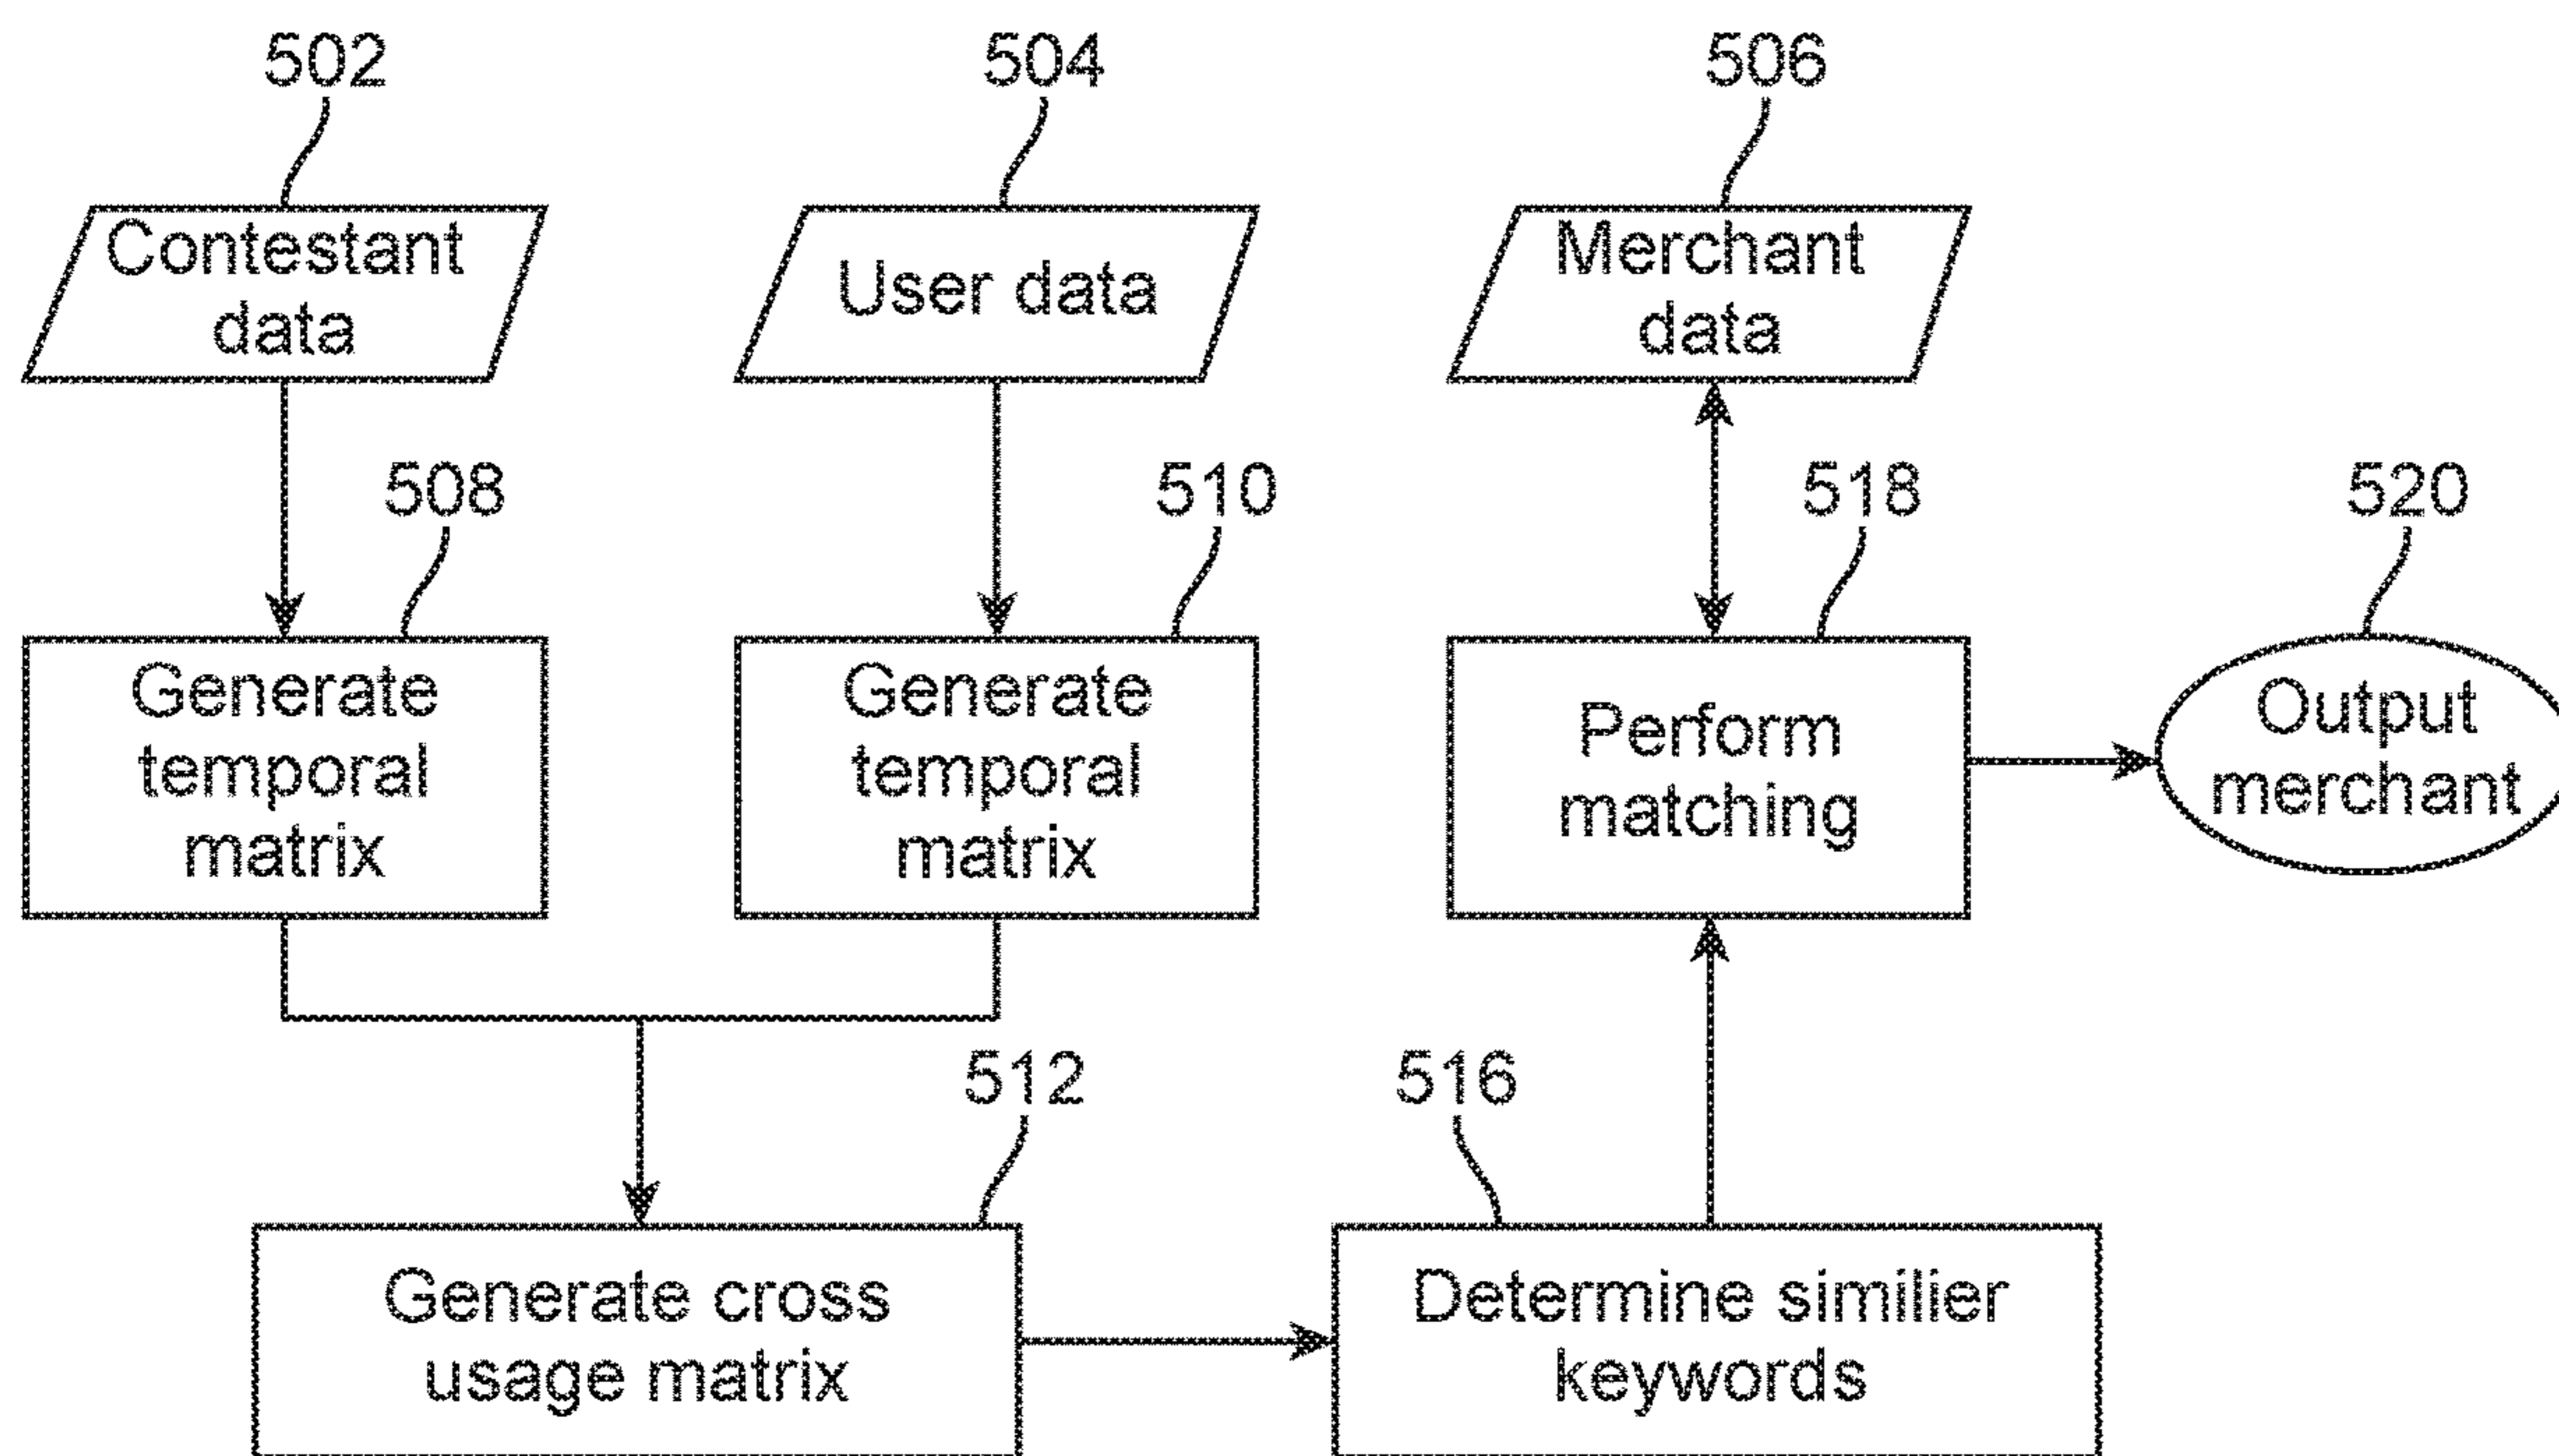 502
504
506
Contestant
data
User data
Merchant
data
508
510
518
520
Generate
temporal
matrix
Generate
temporal
matrix
Perform
matching
Output
merchant
512
516
Generate cross
usage matrix
Determine similier
keywords